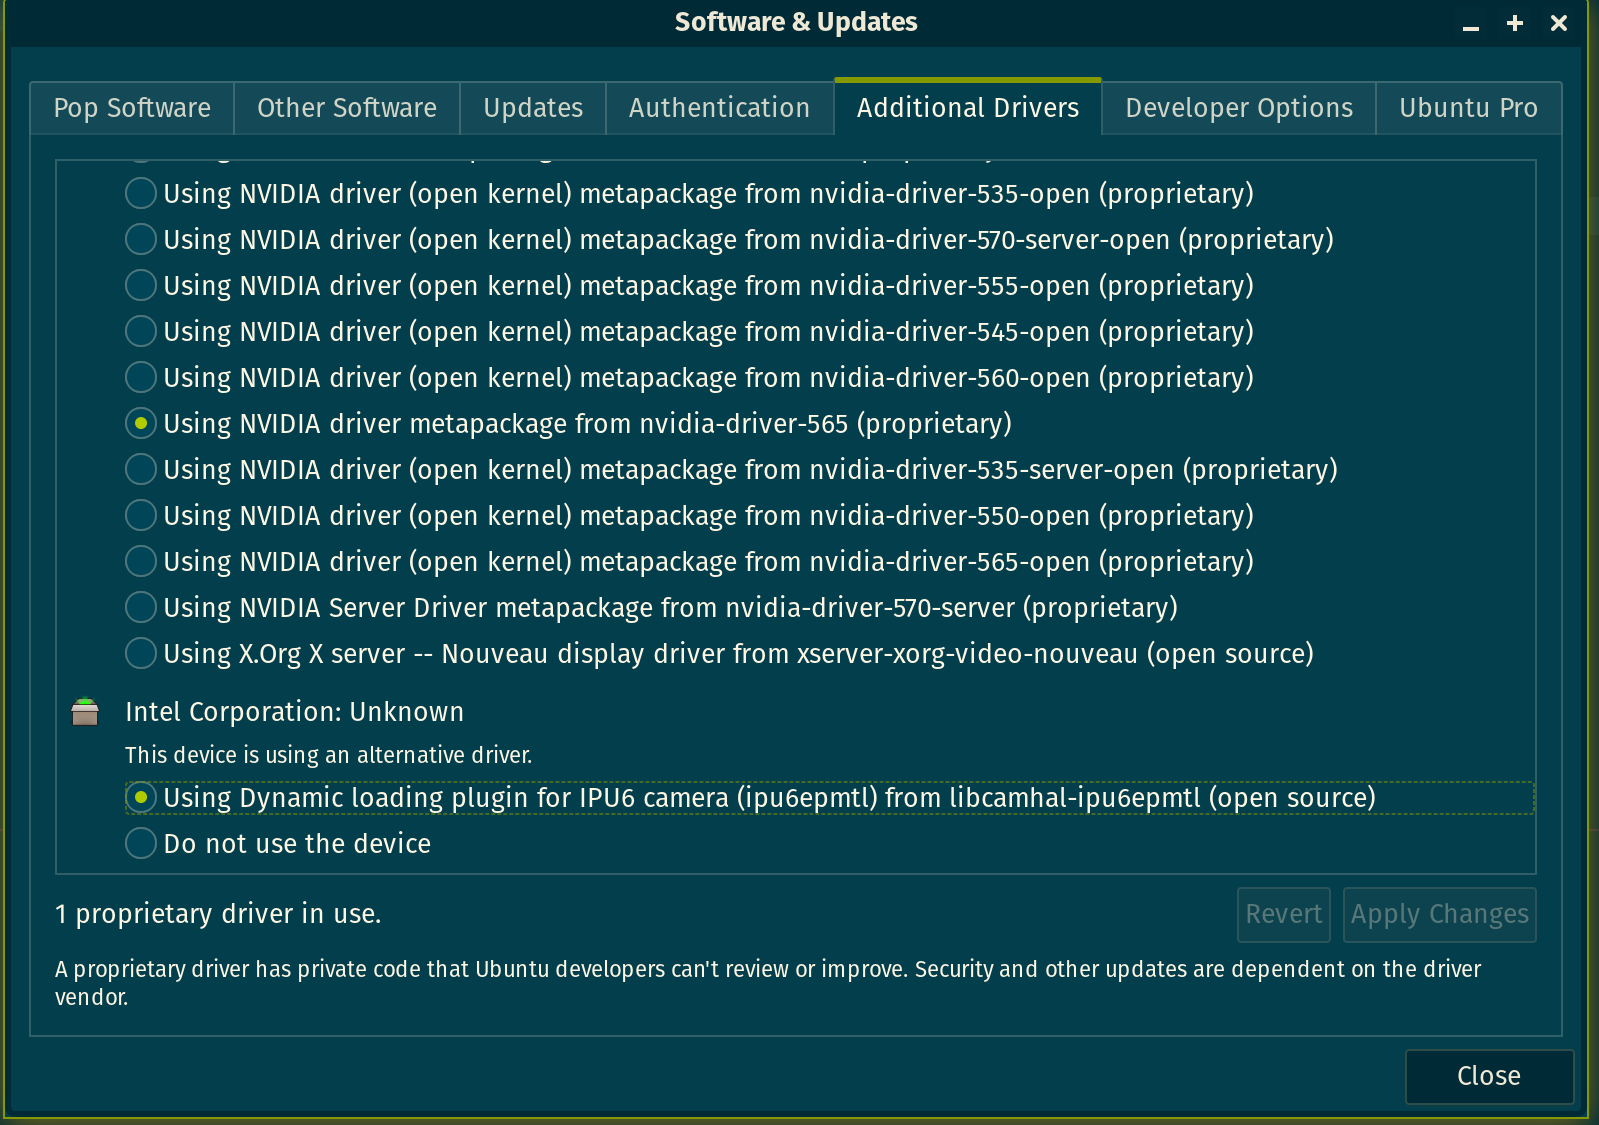 Software & Updates
Pop Software
Other Software
Updates
Authentication
Additional Drivers
Developer Options
Ubuntu Pro
Using NVIDIA driver (open kernel) metapackage from nvidia-driver-535-open (proprietary)
Using NVIDIA driver (open kernel) metapackage from nvidia-driver-570-server-open (proprietary)
Using NVIDIA driver (open kernel) metapackage from nvidia-driver-555-open (proprietary)
Using NVIDIA driver (open kernel) metapackage from nvidia-driver-545-open (proprietary)
Using NVIDIA driver (open kernel) metapackage from nvidia-driver-560-open (proprietary)
Using NVIDIA driver metapackage from nvidia-driver-565 (proprietary)
Using NVIDIA driver (open kernel) metapackage from nvidia-driver-535-server-open (proprietary)
Using NVIDIA driver (open kernel) metapackage from nvidia-driver-550-open (proprietary)
Using NVIDIA driver (open kernel) metapackage from nvidia-driver-565-open (proprietary)
Using NVIDIA Server Driver metapackage from nvidia-driver-570-server (proprietary)
Using X.Org X server -- Nouveau display driver from xserver-xorg-video-nouveau (open source)
Intel Corporation: Unknown
This device is using an alternative driver.
Using Dynamic loading plugin for IPU6 camera (ipu6epmtl) from libcamhal-ipu6epmtl (open source)
Do not use the device
1 proprietary driver in use.
Revert
Apply Changes
A proprietary driver has private code that Ubuntu developers can't review or improve. Security and other updates are dependent on the driver
vendor.
Close